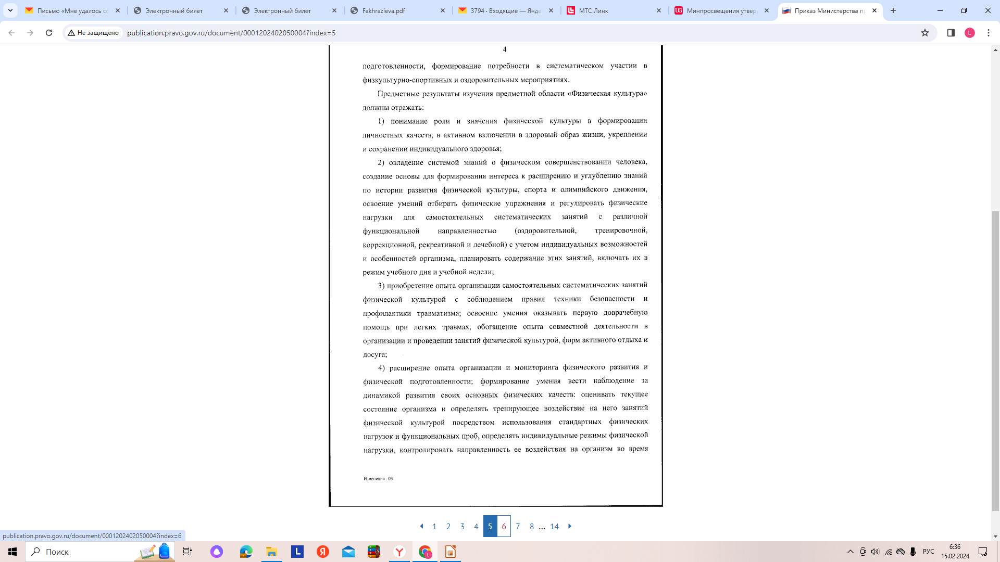 Письмо «Мне удалось со
Электронный билет
Электронный билет
Fakhrazieva.pdf
3794 · Входящие — Янде
МТС Линк
Минпросвещения утвер
Приказ Министерства пр
Не защищено
publication.pravo.gov.ru/document/0001202402050004?index=5
4
подготовленности, формирование потребности в систематическом участии в
физкультурно-спортивных и оздоровительных мероприятиях.
Предметные результаты изучения предметной области «Физическая культура»
должны отражать:
1) понимание роли и значения физической культуры в формировании
личностных качеств, в активном включении в здоровый образ жизни, укреплении
и сохранении индивидуального здоровья;
2) овладение системой знаний о физическом совершенствовании человека,
создание основы для формирования интереса к расширению и углублению знаний
по истории развития физической культуры, спорта и олимпийского движения,
освоение умений отбирать физические упражнения и регулировать физические
нагрузки для самостоятельных систематических занятий с различной
функциональной направленностью (оздоровительной, тренировочной,
коррекционной, рекреативной и лечебной) с учетом индивидуальных возможностей
и особенностей организма, планировать содержание этих занятий, включать их в
режим учебного дня и учебной недели;
3) приобретение опыта организации самостоятельных систематических занятий
физической культурой с соблюдением правил техники безопасности и
профилактики травматизма; освоение умения оказывать первую доврачебную
помощь при легких травмах; обогащение опыта совместной деятельности в
организации и проведении занятий физической культурой, форм активного отдыха и
досуга;
4) расширение опыта организации и мониторинга физического развития и
физической подготовленности; формирование умения вести наблюдение за
динамикой развития своих основных физических качеств: оценивать текущее
состояние организма и определять тренирующее воздействие на него занятий
физической культурой посредством использования стандартных физических
нагрузок и функциональных проб, определять индивидуальные режимы физической
нагрузки, контролировать направленность ее воздействия на организм во время
Изменения - 03
1 2 3 4 5 6 7 8 ... 14
publication.pravo.gov.ru/document/0001202402050004?index=6
Поиск
РУС
6:36
15.02.2024